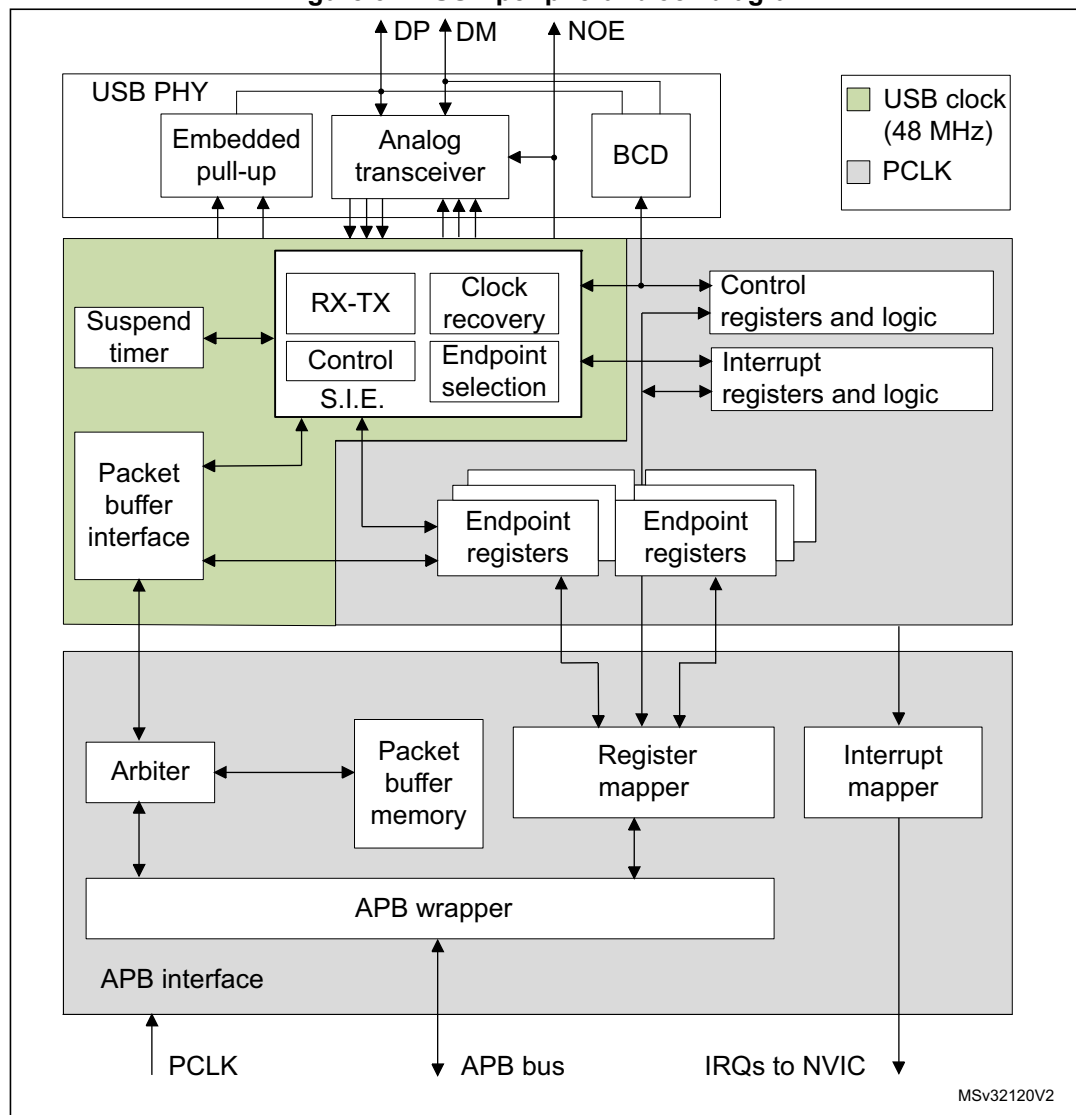 DP DM NOE
USB PHY
USB clock
(48 MHz)
PCLK
Embedded
pull-up
Analog
transceiver
BCD
RX-TX
Clock
recovery
Control
Endpoint
selection
S.I.E.
Suspend
timer
Control
registers and logic
Interrupt
registers and logic
Packet
buffer
interface
Endpoint
registers
Endpoint
registers
Arbiter
Packet
buffer
memory
Register
mapper
Interrupt
mapper
APB wrapper
APB interface
PCLK
APB bus
IRQs to NVIC
MSv32120V2